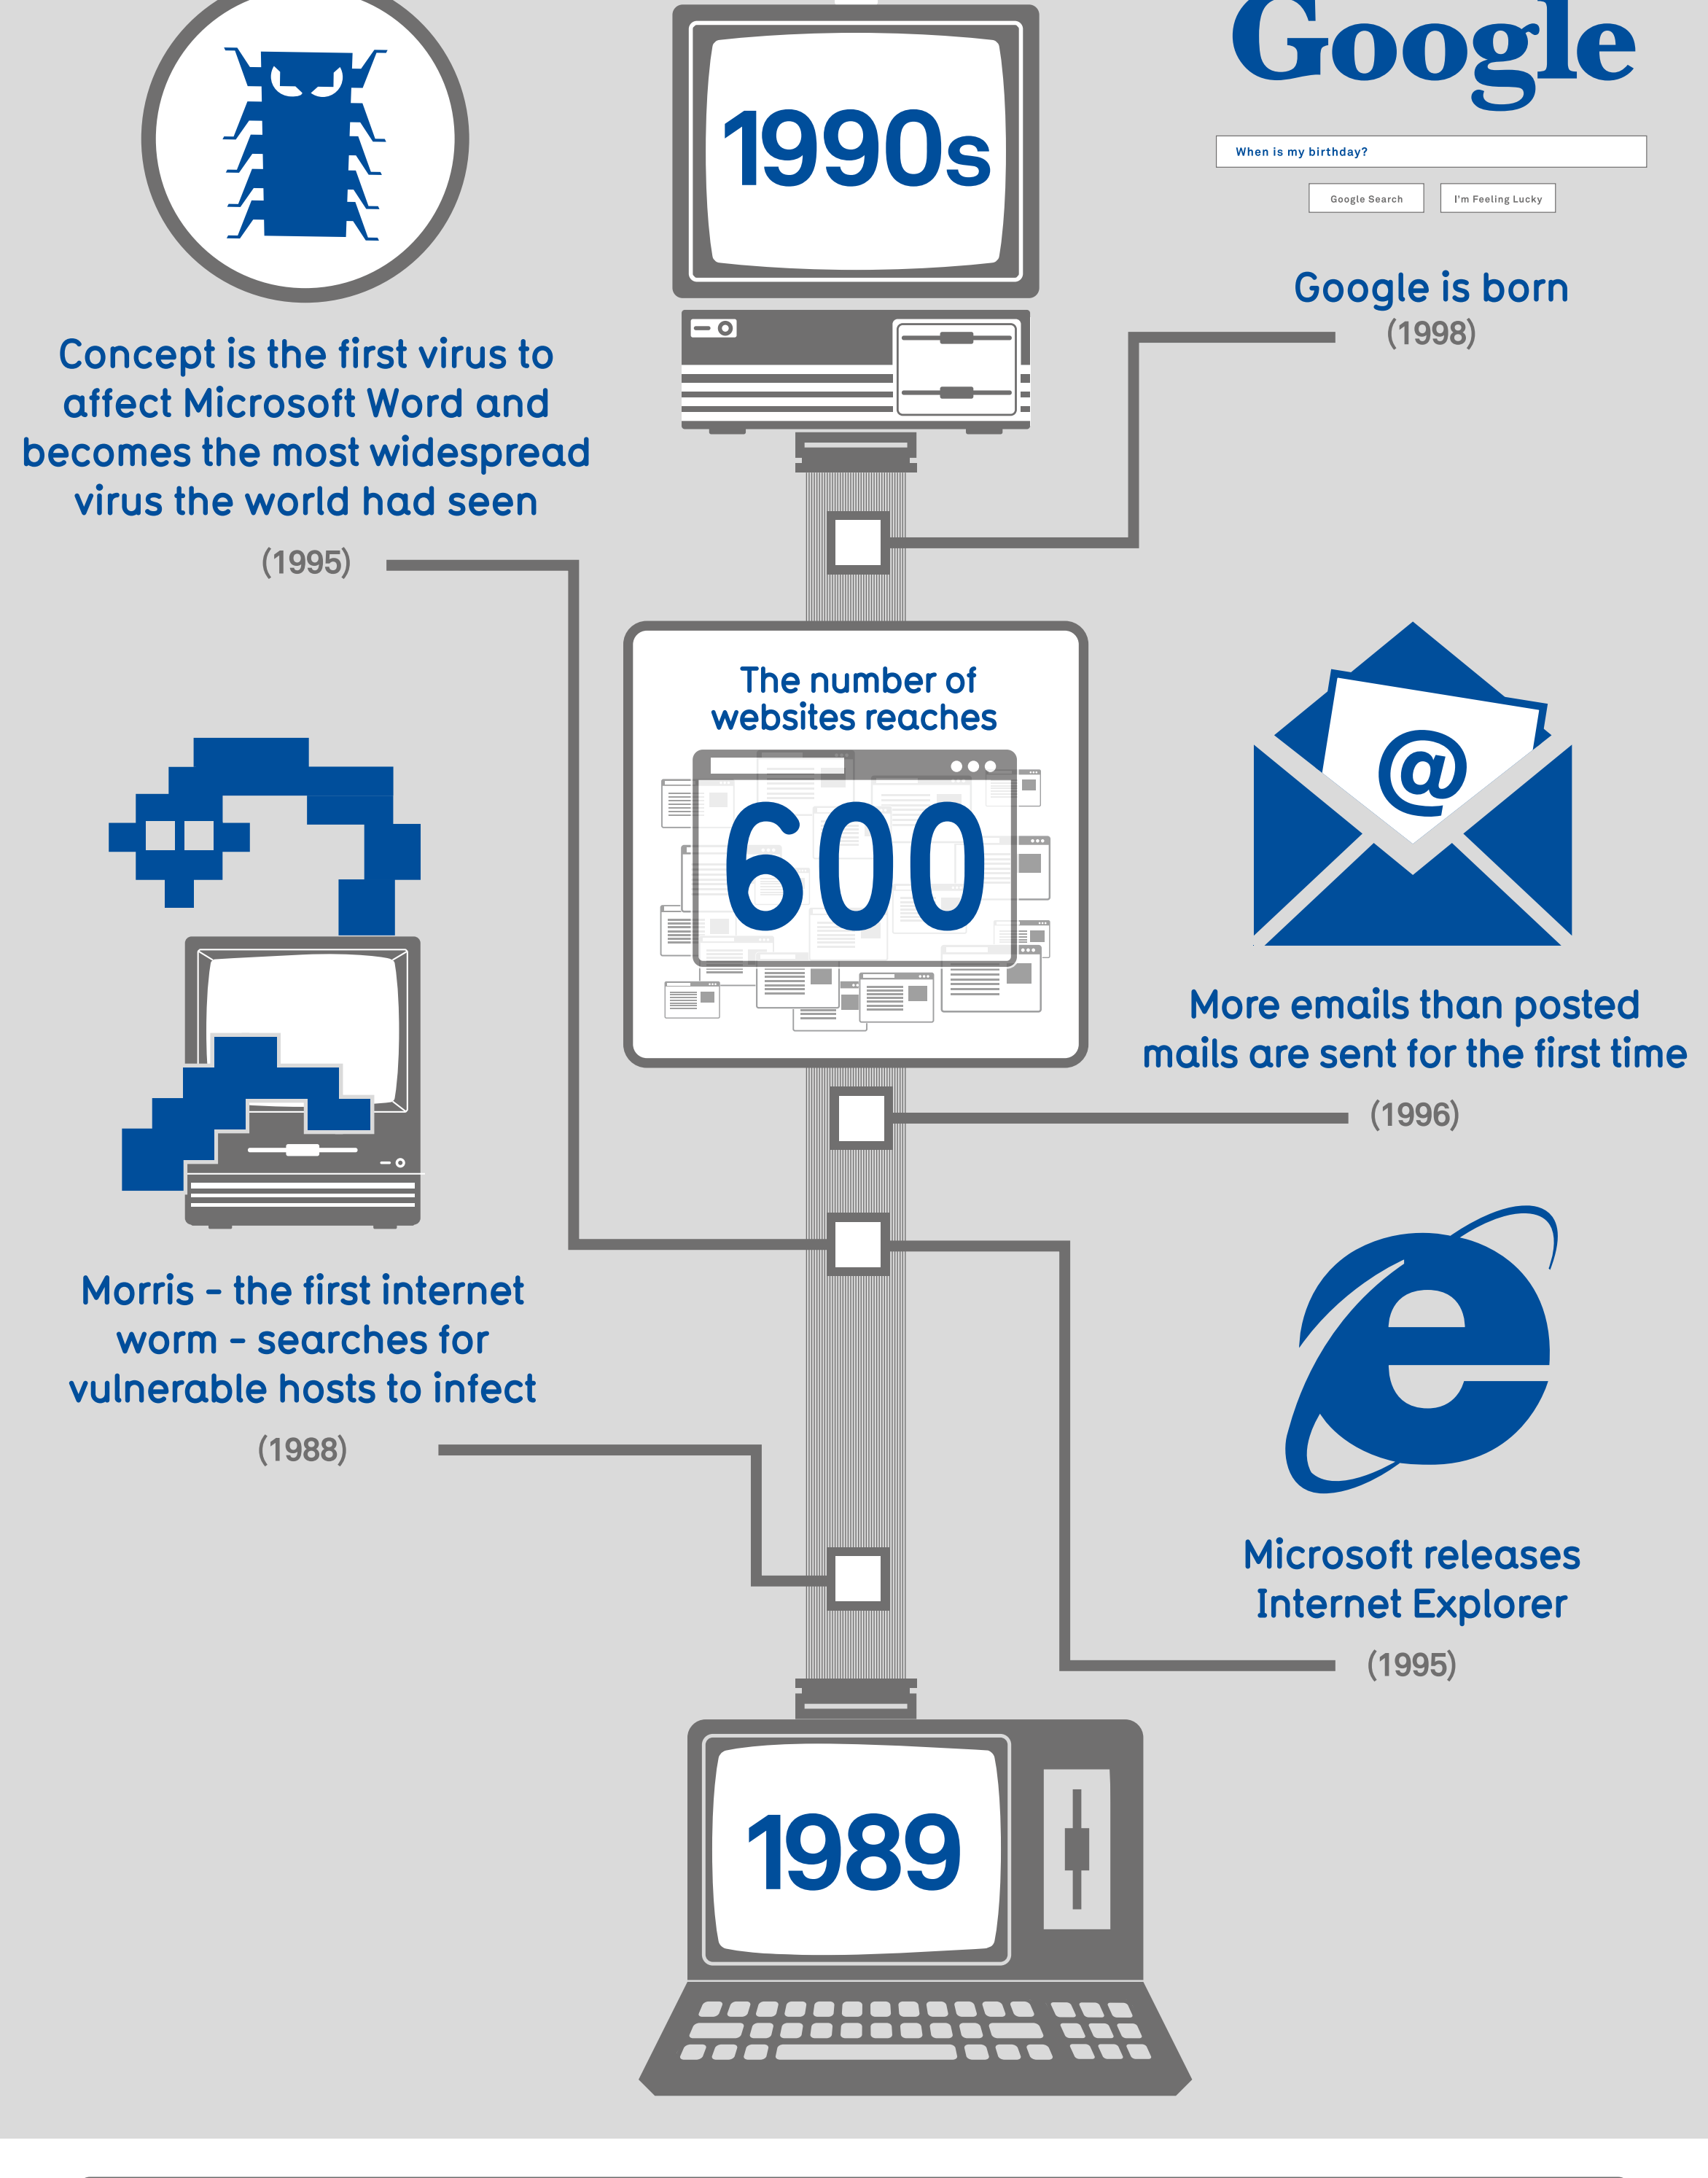 Google
1990s
When is my birthday?
Google Search
I'm Feeling Lucky
Google is born
(1998)
Concept is the first virus to
affect Microsoft Word and
becomes the most widespread
virus the world had seen
(1995)
The number of
websites reaches
600
@
More emails than posted
mails are sent for the first time
(1996)
Morris – the first internet
worm – searches for
vulnerable hosts to infect
(1988)
e
Microsoft releases
Internet Explorer
(1995)
1989